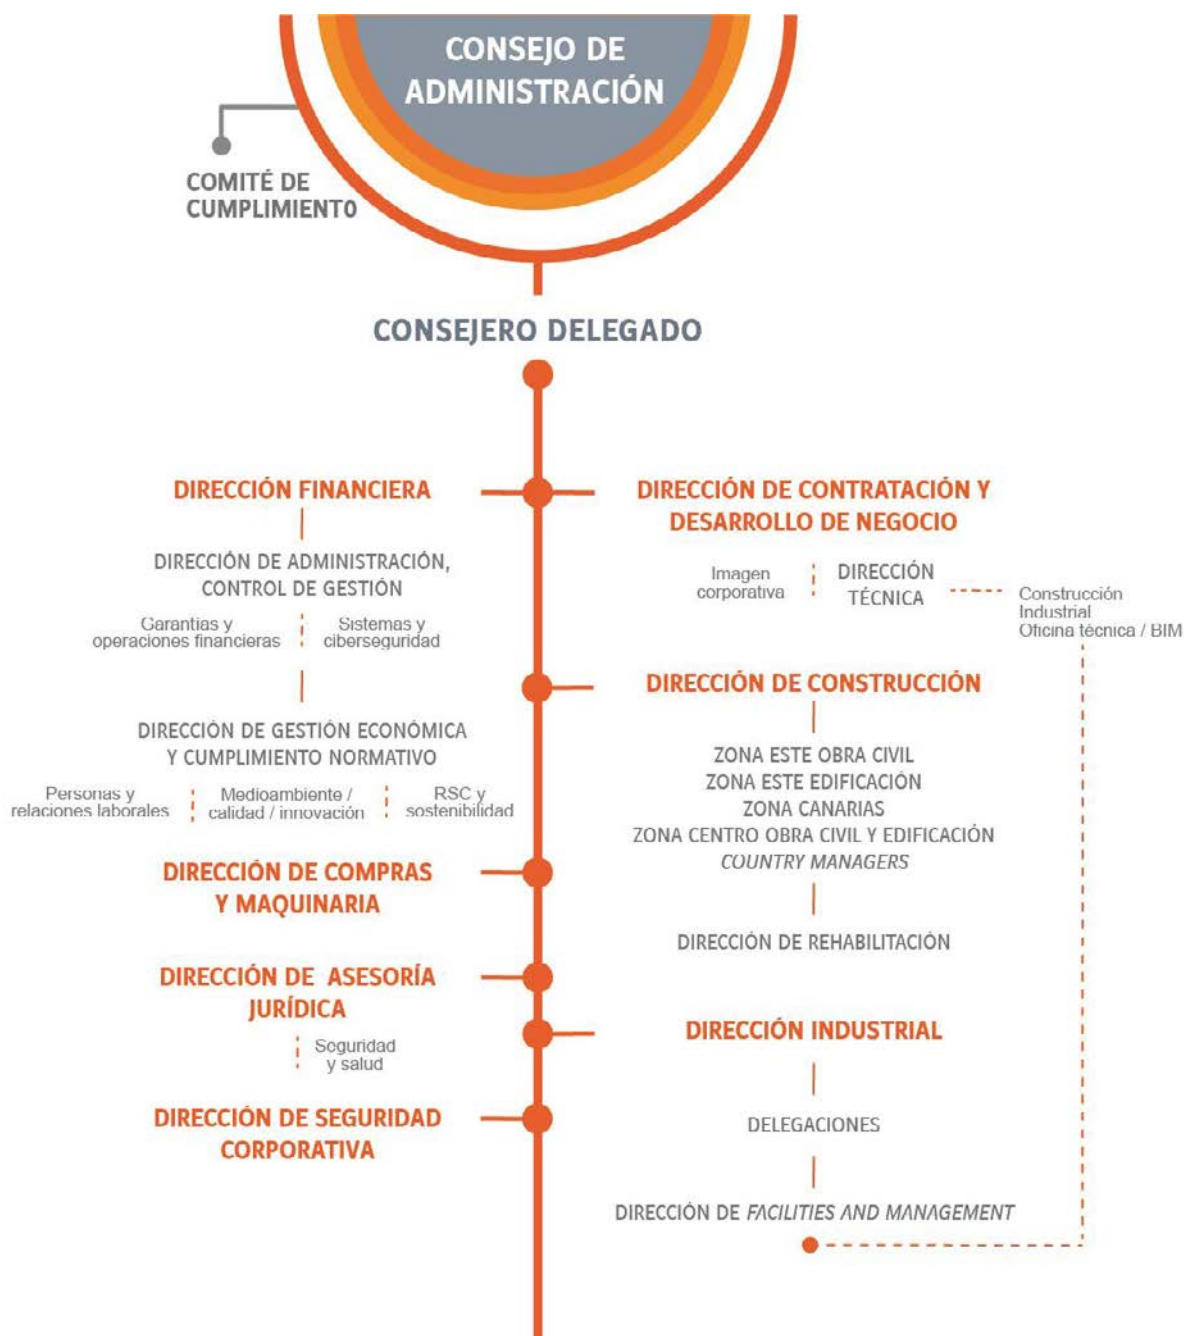 CONSEJO DE
ADMINISTRACIÓN
COMITÉ DE
CUMPLIMIENTO
CONSEJERO DELEGADO
DIRECCIÓN FINANCIERA
DIRECCIÓN DE ADMINISTRACIÓN,
CONTROL DE GESTIÓN
Garantías y
operaciones financieras
Sistemas y
ciberseguridad
DIRECCIÓN DE GESTIÓN ECONÓMICA
Y CUMPLIMIENTO NORMATIVO
Personas y
relaciones laborales
Medioambiente /
calidad / innovación
RSC y
sostenibilidad
DIRECCIÓN DE COMPRAS
Y MAQUINARIA
DIRECCIÓN DE ASESORÍA
JURÍDICA
Seguridad
y salud
DIRECCIÓN DE SEGURIDAD
CORPORATIVA
DIRECCIÓN DE CONTRATACIÓN Y
DESARROLLO DE NEGOCIO
Imagen
corporativa
DIRECCIÓN
TÉCNICA
Construcción
Industrial
Oficina técnica / BIM
DIRECCIÓN DE CONSTRUCCIÓN
ZONA ESTE OBRA CIVIL
ZONA ESTE EDIFICACIÓN
ZONA CANARIAS
ZONA CENTRO OBRA CIVIL Y EDIFICACIÓN
COUNTRY MANAGERS
DIRECCIÓN DE REHABILITACIÓN
DIRECCIÓN INDUSTRIAL
DELEGACIONES
DIRECCIÓN DE FACILITIES AND MANAGEMENT